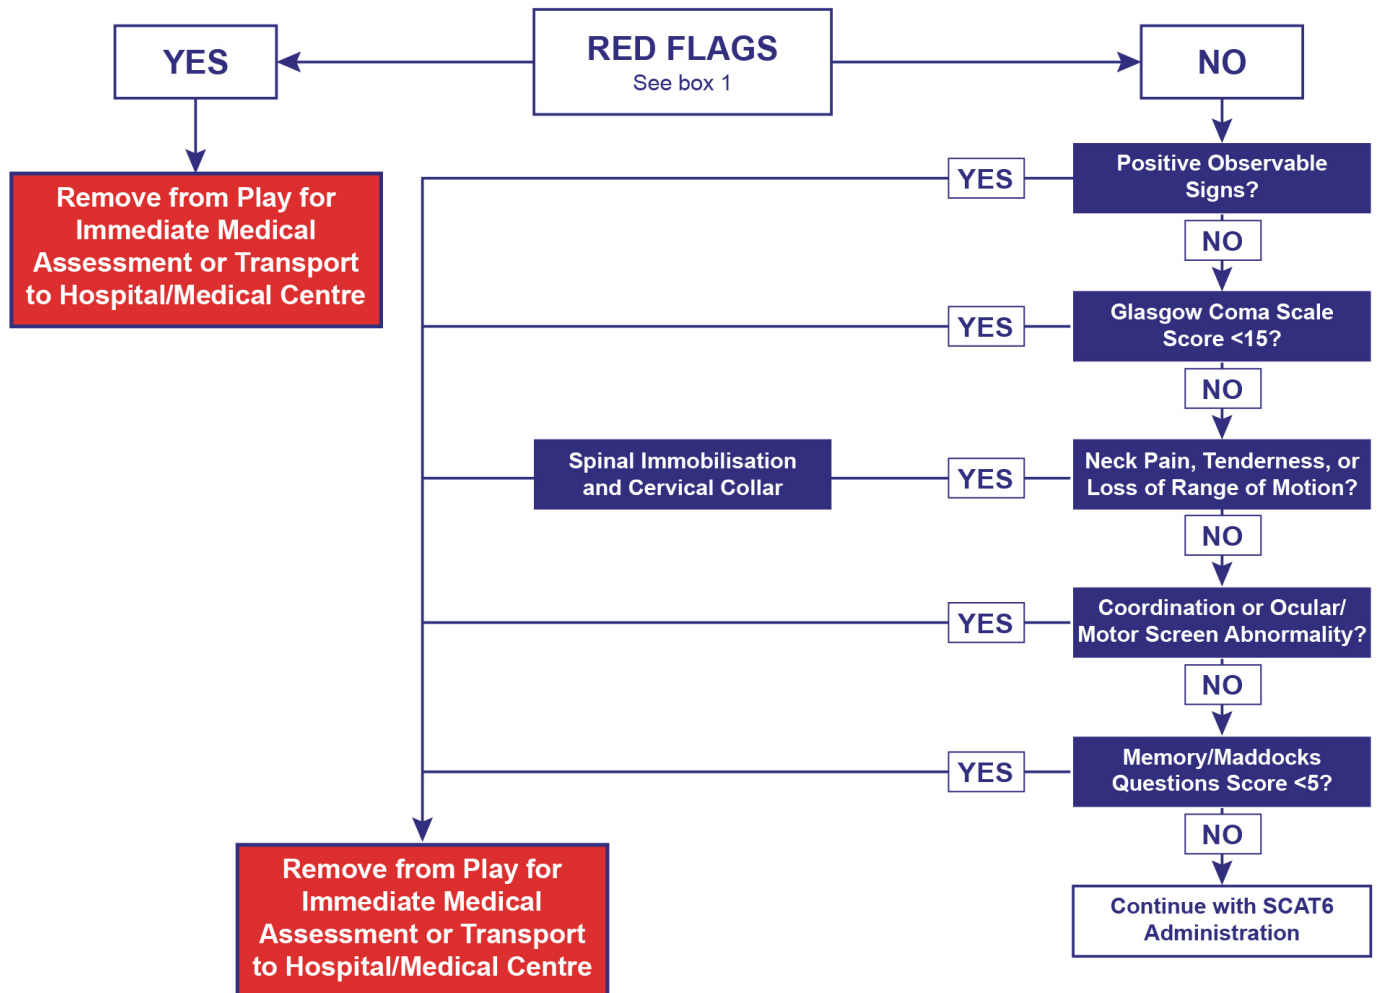 YES
RED FLAGS
See box 1
NO
Remove from Play for
Immediate Medical
Assessment or Transport
to Hospital/Medical Centre
YES
Positive Observable
Signs?
NO
YES
Glasgow Coma Scale
Score <15?
NO
Spinal Immobilisation
and Cervical Collar
YES
Neck Pain, Tenderness, or
Loss of Range of Motion?
NO
YES
Coordination or Ocular/
Motor Screen Abnormality?
NO
YES
Memory/Maddocks
Questions Score <5?
NO
Remove from Play for
Immediate Medical
Assessment or Transport
to Hospital/Medical Centre
Continue with SCAT6
Administration